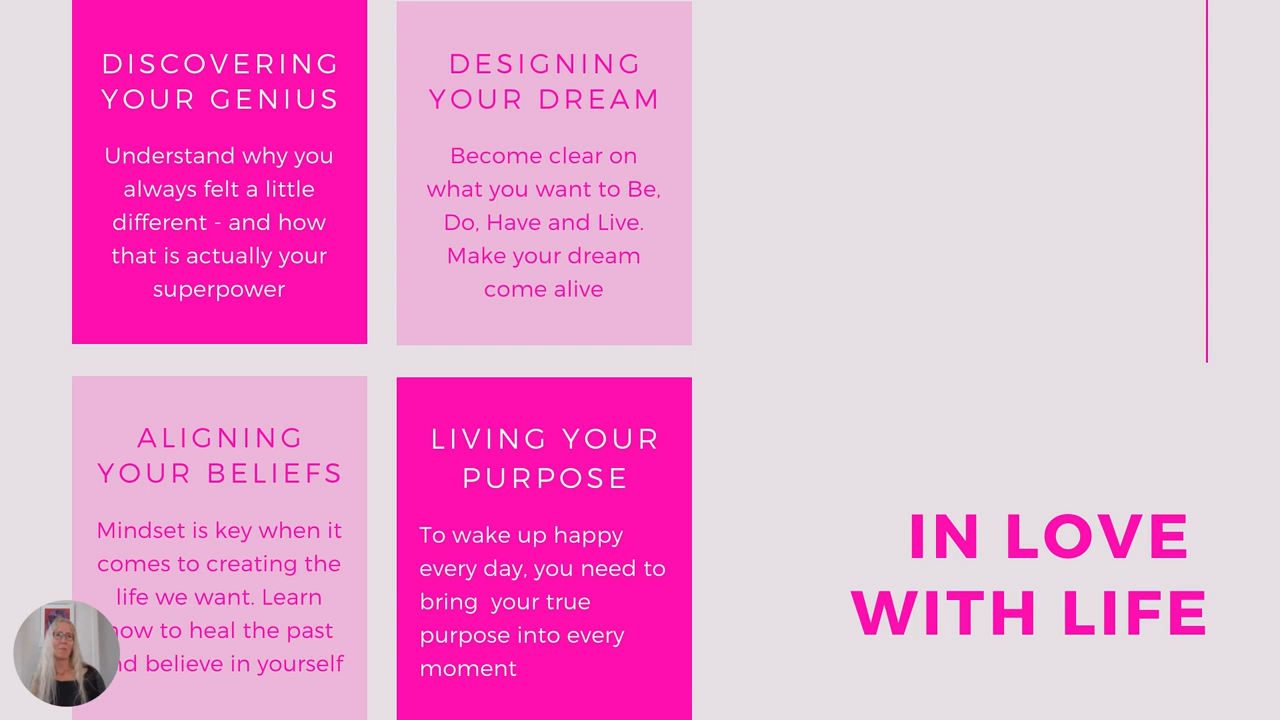 DISCOVERING
YOUR GENIUS
Understand why you
always felt a little
different - and how
that is actually your
superpower
DESIGNING
YOUR DREAM
Become clear on
what you want to Be,
Do, Have and Live.
Make your dream
come alive
ALIGNING
YOUR BELIEFS
Mindset is key when it
comes to creating the
life we want. Learn
how to heal the past
and believe in yourself
LIVING YOUR
PURPOSE
To wake up happy
every day, you need to
bring  your true
purpose into every
moment
IN LOVE
WITH LIFE